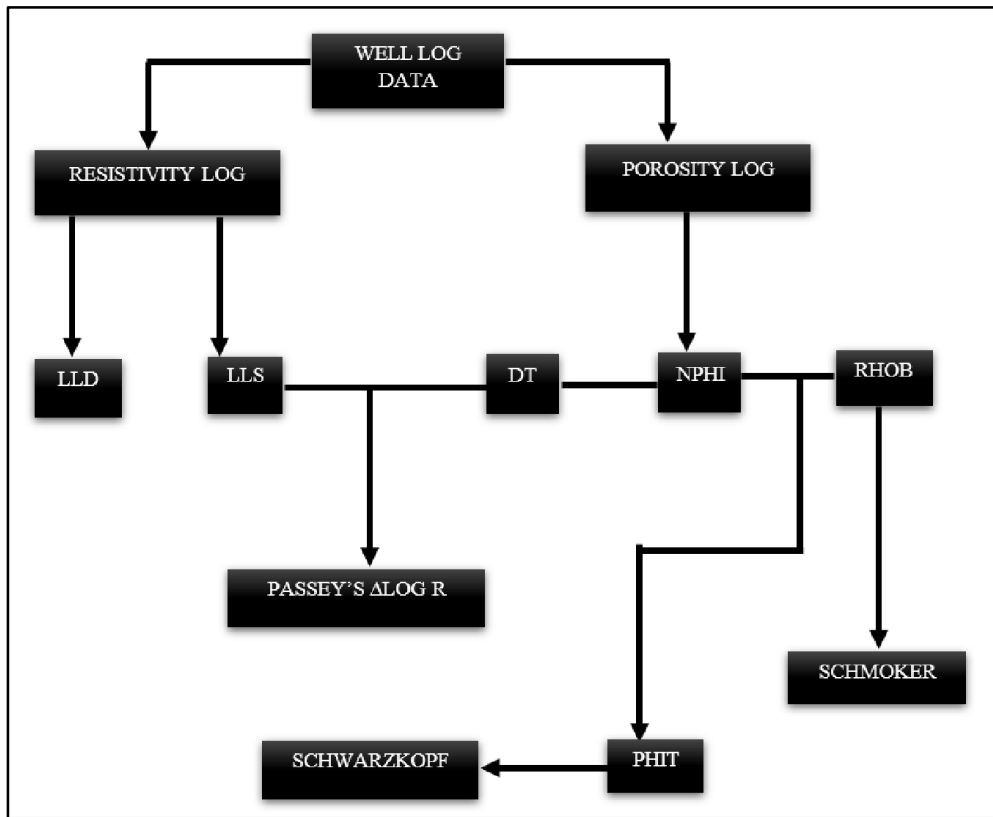 WELL LOG
DATA
RESISTIVITY LOG
POROSITY LOG
LLD
LLS
DT
NPHI
RHOB
PASSEY'S ΔLOG R
SCHMOKER
SCHWARZKOPF
PHIT